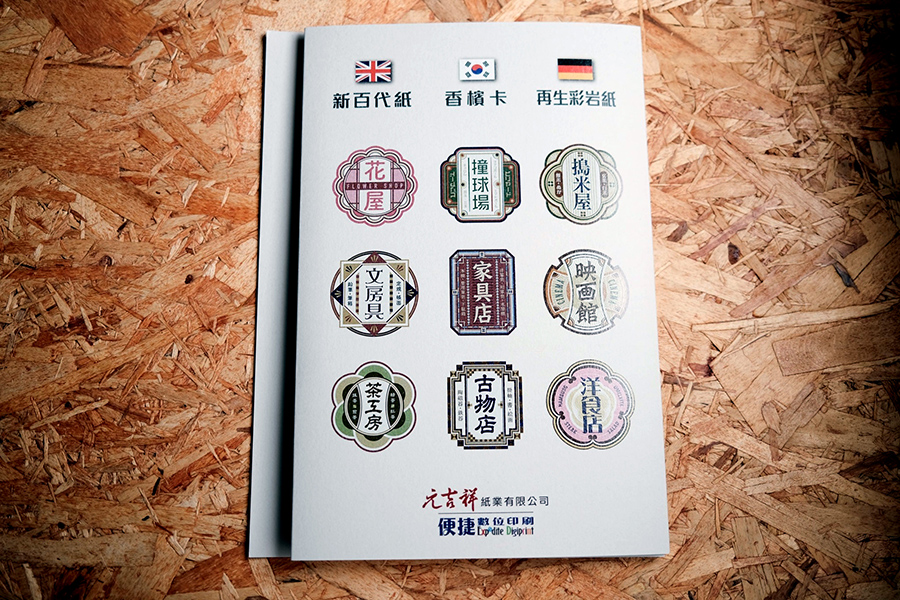 新百代紙
香檳卡
再生彩岩紙
花屋
FLOWER SHOP
撞球場
搗米屋
文房具
家具店
映画館
CINEMA
茶工房
古物店
洋食店
元吉祥紙業有限公司
便捷數位印刷
Expedite Digiprint